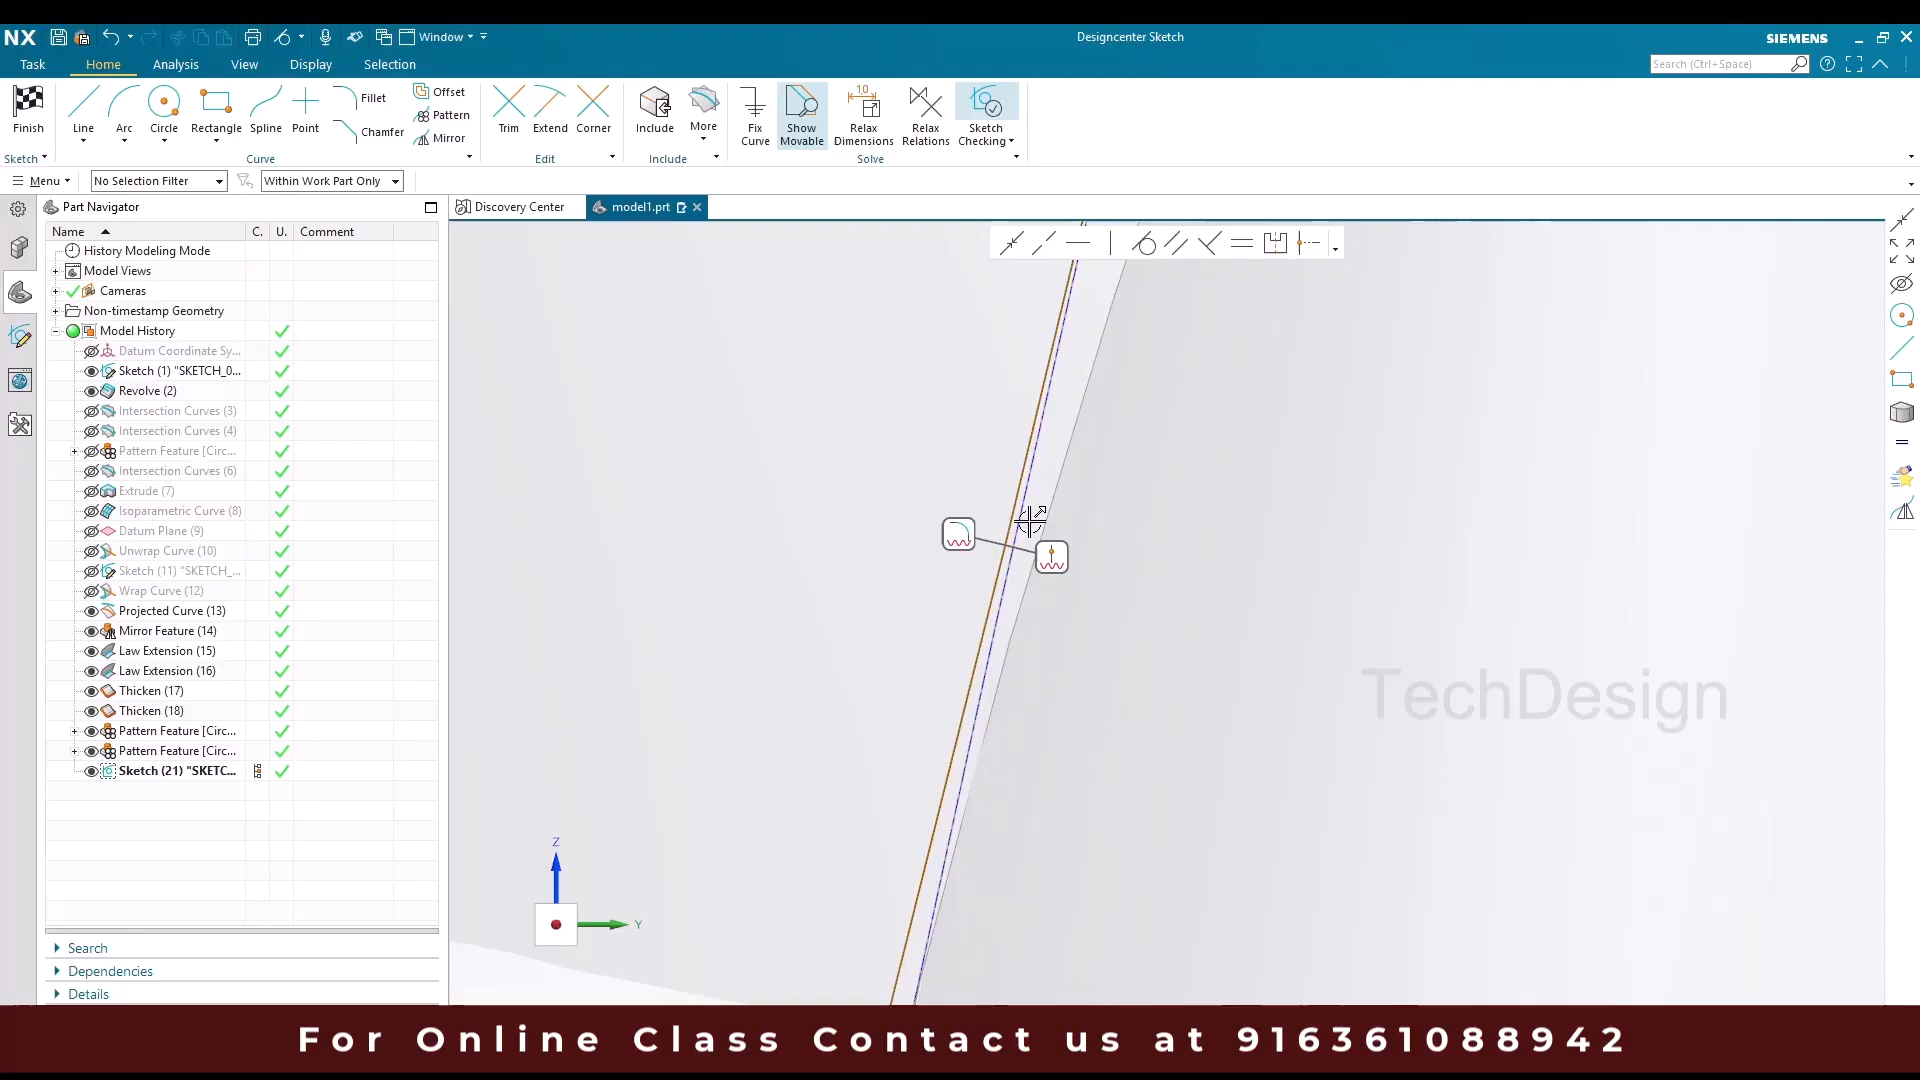 NX
Window
Designcenter Sketch
SIEMENS
Task
Home
Analysis
View
Display
Selection
Search (Ctrl+Space)
Finish
Line
Arc
Circle
Rectangle
Spline
Point
Fillet
Chamfer
Offset
Pattern
Mirror
Trim
Extend
Corner
Include
More
Fix Curve
Show Movable
1,0
Relax Dimensions
Relax Relations
Sketch Checking
Sketch
Curve
Edit
Include
Solve
Menu
No Selection Filter
Within Work Part Only
Part Navigator
Discovery Center
model1.prt
Name
C.
U.
Comment
History Modeling Mode
Model Views
Cameras
Non-timestamp Geometry
Model History
Datum Coordinate Sy...
Sketch (1) "SKETCH_0...
Revolve (2)
Intersection Curves (3)
Intersection Curves (4)
Pattern Feature [Circ...
Intersection Curves (6)
Extrude (7)
Isoparametric Curve (8)
Datum Plane (9)
Unwrap Curve (10)
Sketch (11) "SKETCH_...
Wrap Curve (12)
Projected Curve (13)
Mirror Feature (14)
Law Extension (15)
Law Extension (16)
Thicken (17)
Thicken (18)
Pattern Feature [Circ...
Pattern Feature [Circ...
Sketch (21) "SKETC...
TechDesign
Z
Y
Search
Dependencies
Details
For Online Class Contact us at 916361088942